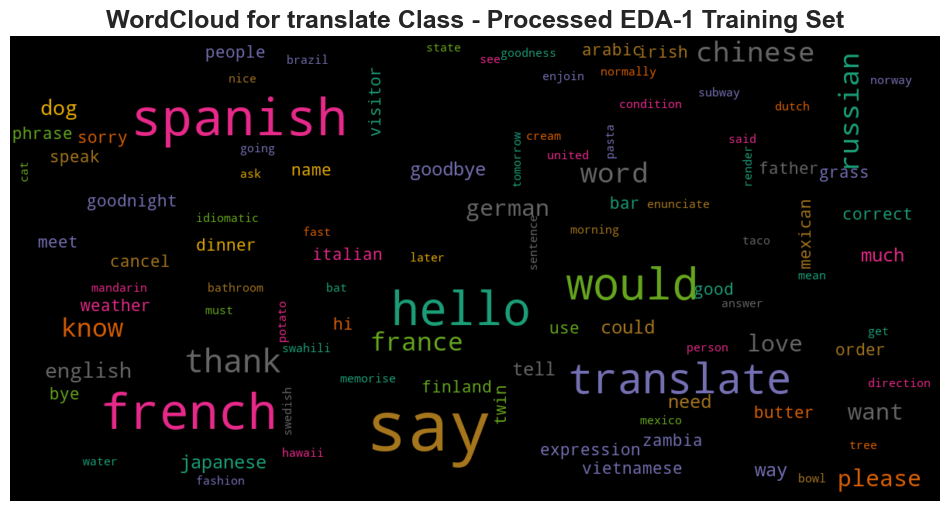 WordCloud for translate Class - Processed EDA-1 Training Set
people
brazil
state
see
goodness
arabic
irish
chinese
nice
visitor
enjoin
normally
subway
norway
russian
dog
spanish
condition
dutch
phrase
sorry
cream
said
speak
going
tomorrow
united
pasta
render
father
grass
cat
ask
name
goodbye
word
goodnight
idiomatic
german
bar
enunciate
mexican
correct
meet
dinner
fast
sentence
morning
taco
cancel
italian
later
much
mandarin
bathroom
bat
hello
would
good
mean
weather
must
potato
answer
know
hi
france
use
could
get
thank
swahili
person
love
order
english
memorise
finland
tell
translate
direction
bye
french
swedish
say
twin
need
mexico
butter
want
water
japanese
hawaii
expression
zambia
tree
fashion
vietnamese
way
bowl
please